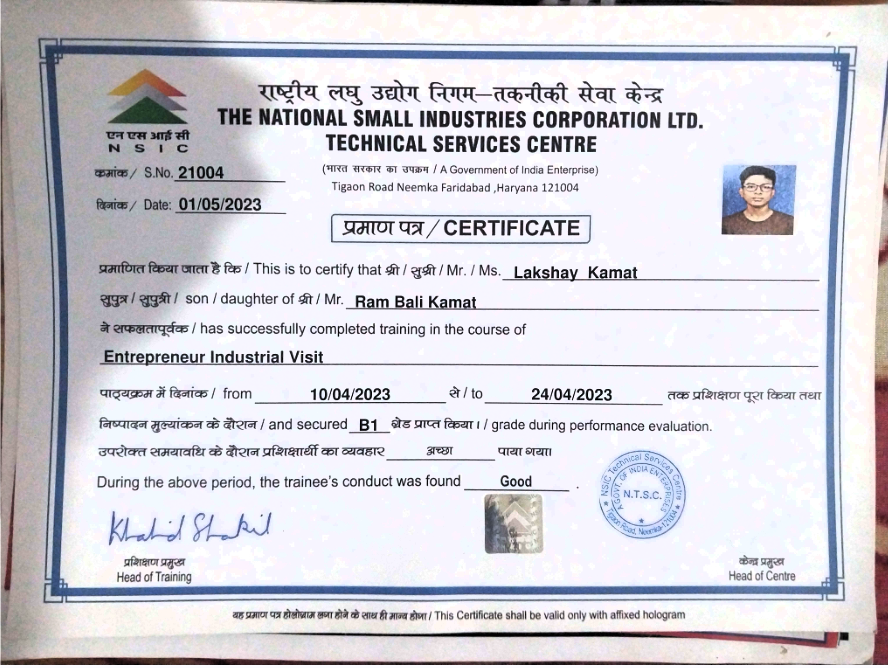 एन एस आई सी
N S I C
राष्ट्रीय लघु उद्योग निगम–तकनीकी सेवा केन्द्र
THE NATIONAL SMALL INDUSTRIES CORPORATION LTD.
TECHNICAL SERVICES CENTRE
(भारत सरकार का उपक्रम / A Government of India Enterprise)
Tigaon Road Neemka Faridabad ,Haryana 121004
कमांक / S.No. 21004
दिनांक / Date: 01/05/2023
प्रमाण पत्र / CERTIFICATE
प्रमाणित किया जाता है कि / This is to certify that श्री / सुश्री / Mr. / Ms. Lakshay Kamat
सुपुत्र / सुपुत्री / son / daughter of श्री / Mr. Ram Bali Kamat
ने सफलतापूर्वक / has successfully completed training in the course of
Entrepreneur Industrial Visit
पाठ्यक्रम में दिनांक / from 10/04/2023 से / to 24/04/2023 तक प्रशिक्षण पूरा किया तथा
निष्पादन मुल्यांकन के दौरान / and secured B1 ग्रेड प्राप्त किया। / grade during performance evaluation.
उपरोक्त समयावधि के दौरान प्रशिक्षार्थी का व्यवहार अच्छा पाया गया।
During the above period, the trainee's conduct was found Good .
NSIC Technical Services Centre
A GOVT. OF INDIA ENTERPRISES
N.T.S.C.
Tigaon Road, Neemka-121004
Khalid Shakil
प्रशिक्षण प्रमुख
Head of Training
केन्द्र प्रमुख
Head of Centre
यह प्रमाण पत्र होलोग्राम लगा होने के साथ ही मान्य होगा / This Certificate shall be valid only with affixed hologram